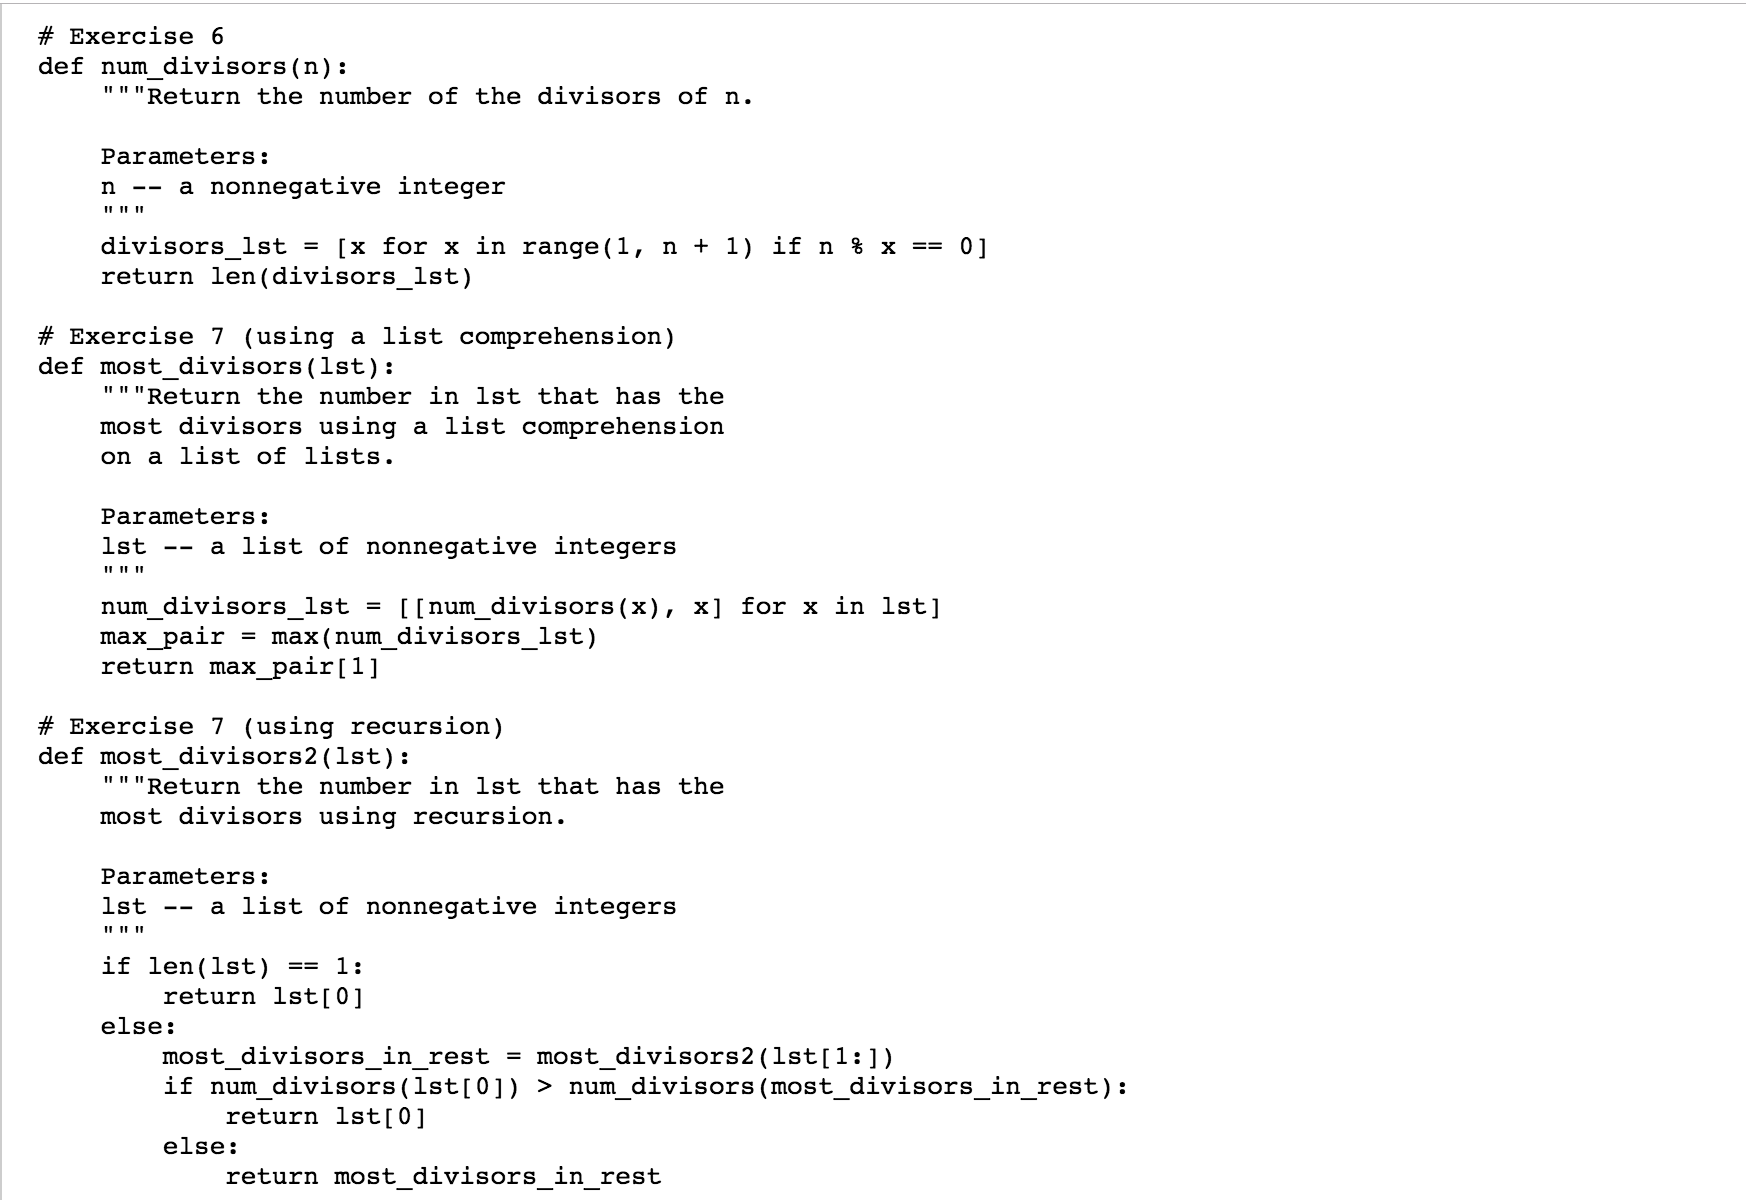 # Exercise 6
def num_divisors(n):
    """Return the number of the divisors of n.

    Parameters:
    n -- a nonnegative integer
    """
    divisors_lst = [x for x in range(1, n + 1) if n % x == 0]
    return len(divisors_lst)

# Exercise 7 (using a list comprehension)
def most_divisors(lst):
    """Return the number in lst that has the
    most divisors using a list comprehension
    on a list of lists.

    Parameters:
    lst -- a list of nonnegative integers
    """
    num_divisors_lst = [[num_divisors(x), x] for x in lst]
    max_pair = max(num_divisors_lst)
    return max_pair[1]

# Exercise 7 (using recursion)
def most_divisors2(lst):
    """Return the number in lst that has the
    most divisors using recursion.

    Parameters:
    lst -- a list of nonnegative integers
    """
    if len(lst) == 1:
        return lst[0]
    else:
        most_divisors_in_rest = most_divisors2(lst[1:])
        if num_divisors(lst[0]) > num_divisors(most_divisors_in_rest):
            return lst[0]
        else:
            return most_divisors_in_rest